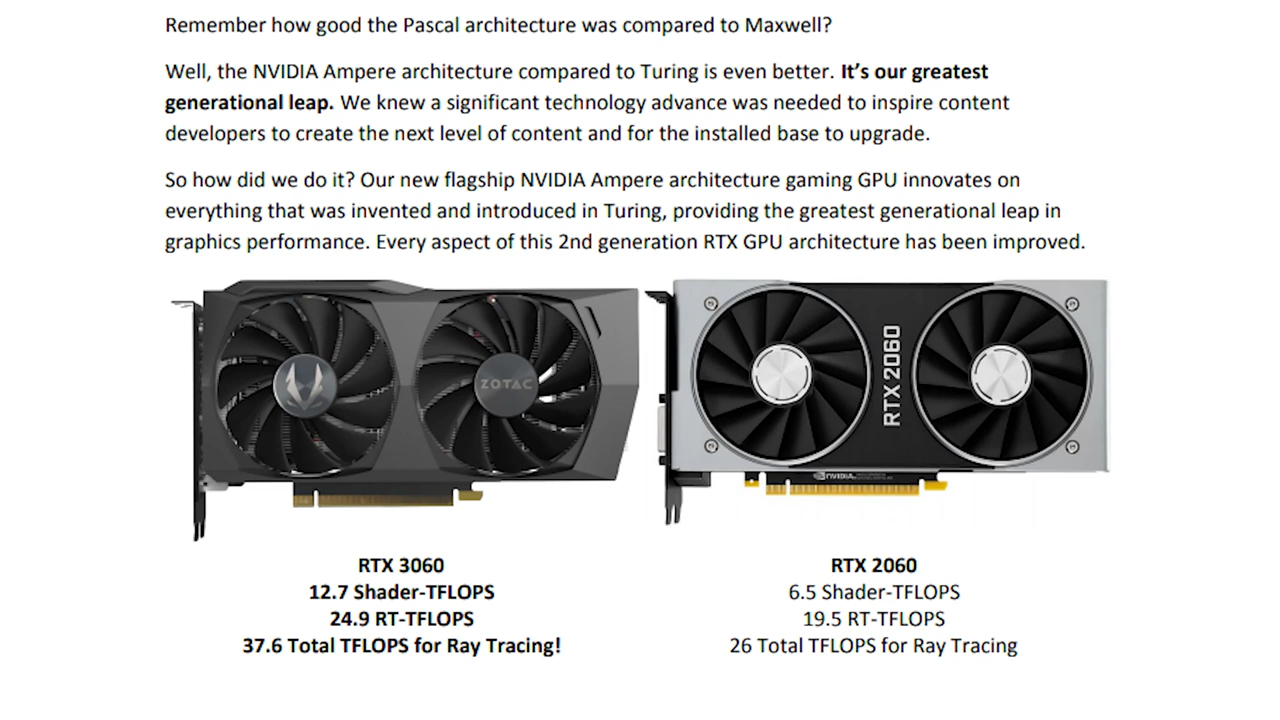 Remember how good the Pascal architecture was compared to Maxwell?
Well, the NVIDIA Ampere architecture compared to Turing is even better. It’s our greatest
generational leap. We knew a significant technology advance was needed to inspire content
developers to create the next level of content and for the installed base to upgrade.
So how did we do it? Our new flagship NVIDIA Ampere architecture gaming GPU innovates on
everything that was invented and introduced in Turing, providing the greatest generational leap in
graphics performance. Every aspect of this 2nd generation RTX GPU architecture has been improved.
ZOTAC
RTX 2060
NVIDIA
RTX 3060
12.7 Shader-TFLOPS
24.9 RT-TFLOPS
37.6 Total TFLOPS for Ray Tracing!
RTX 2060
6.5 Shader-TFLOPS
19.5 RT-TFLOPS
26 Total TFLOPS for Ray Tracing